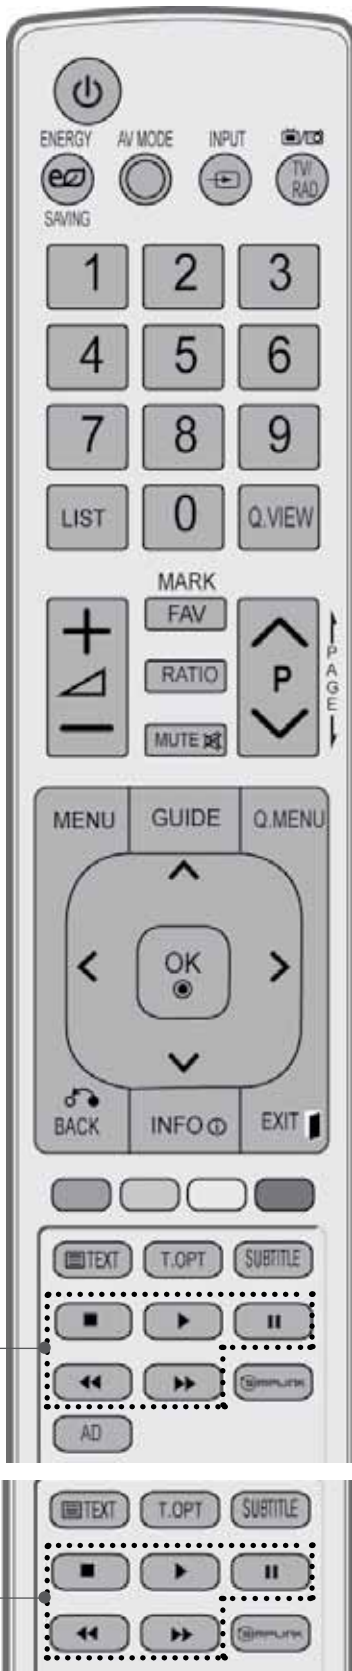 ENERGY AV MODE INPUT
TV/
RAD
SAVING
1 2 3
4 5 6
7 8 9
LIST 0 Q.VIEW
MARK
FAV
RATIO
P
PAGE
MUTE
MENU GUIDE Q.MENU
OK
BACK INFO EXIT
TEXT T.OPT SUBTITLE
SIMPLINK
AD
TEXT T.OPT SUBTITLE
SIMPLINK